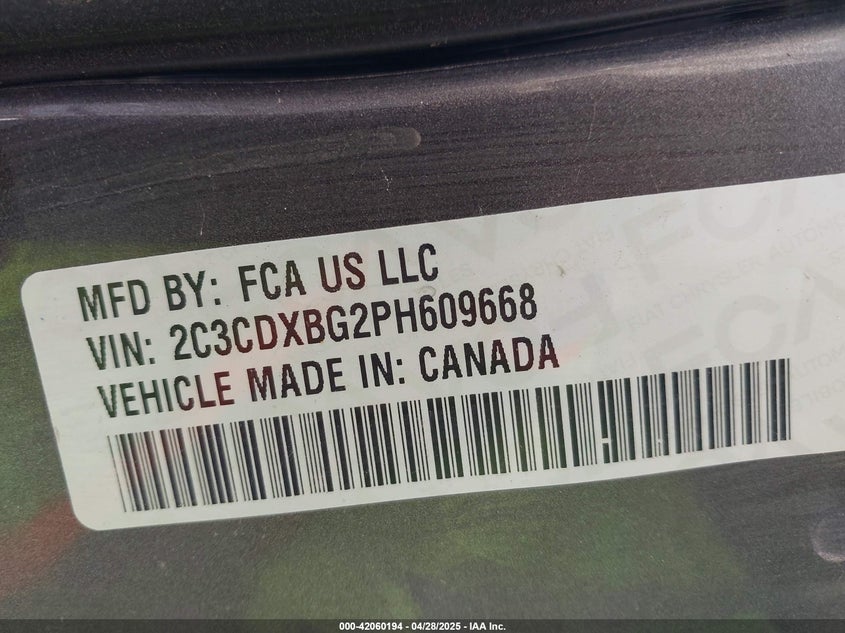 MFD BY: FCA US LLC
VIN: 2C3CDXBG2PH609668
VEHICLE MADE IN: CANADA
000-42060194 - 04/28/2025 - IAA Inc.